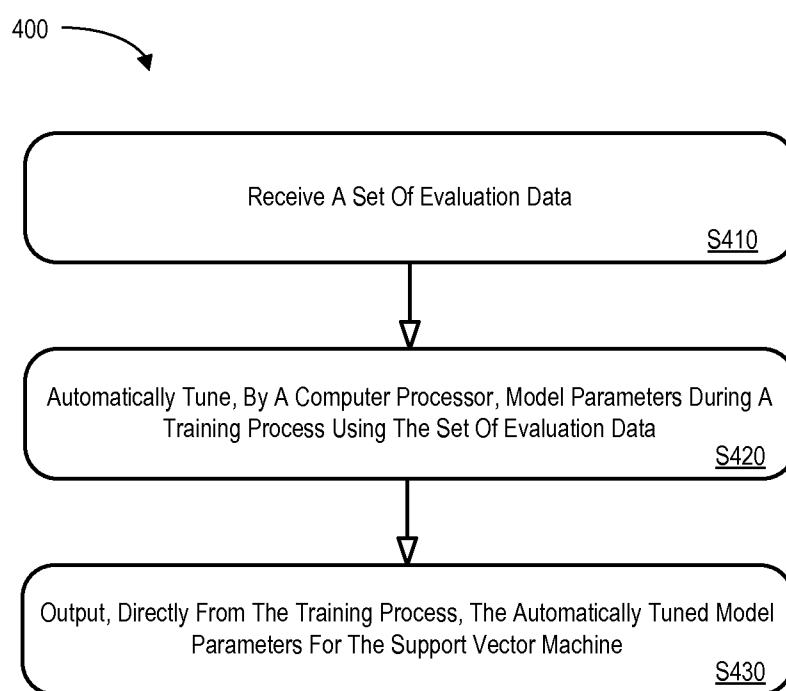 400
Receive A Set Of Evaluation Data
S410
Automatically Tune, By A Computer Processor, Model Parameters During A
Training Process Using The Set Of Evaluation Data
S420
Output, Directly From The Training Process, The Automatically Tuned Model
Parameters For The Support Vector Machine
S430